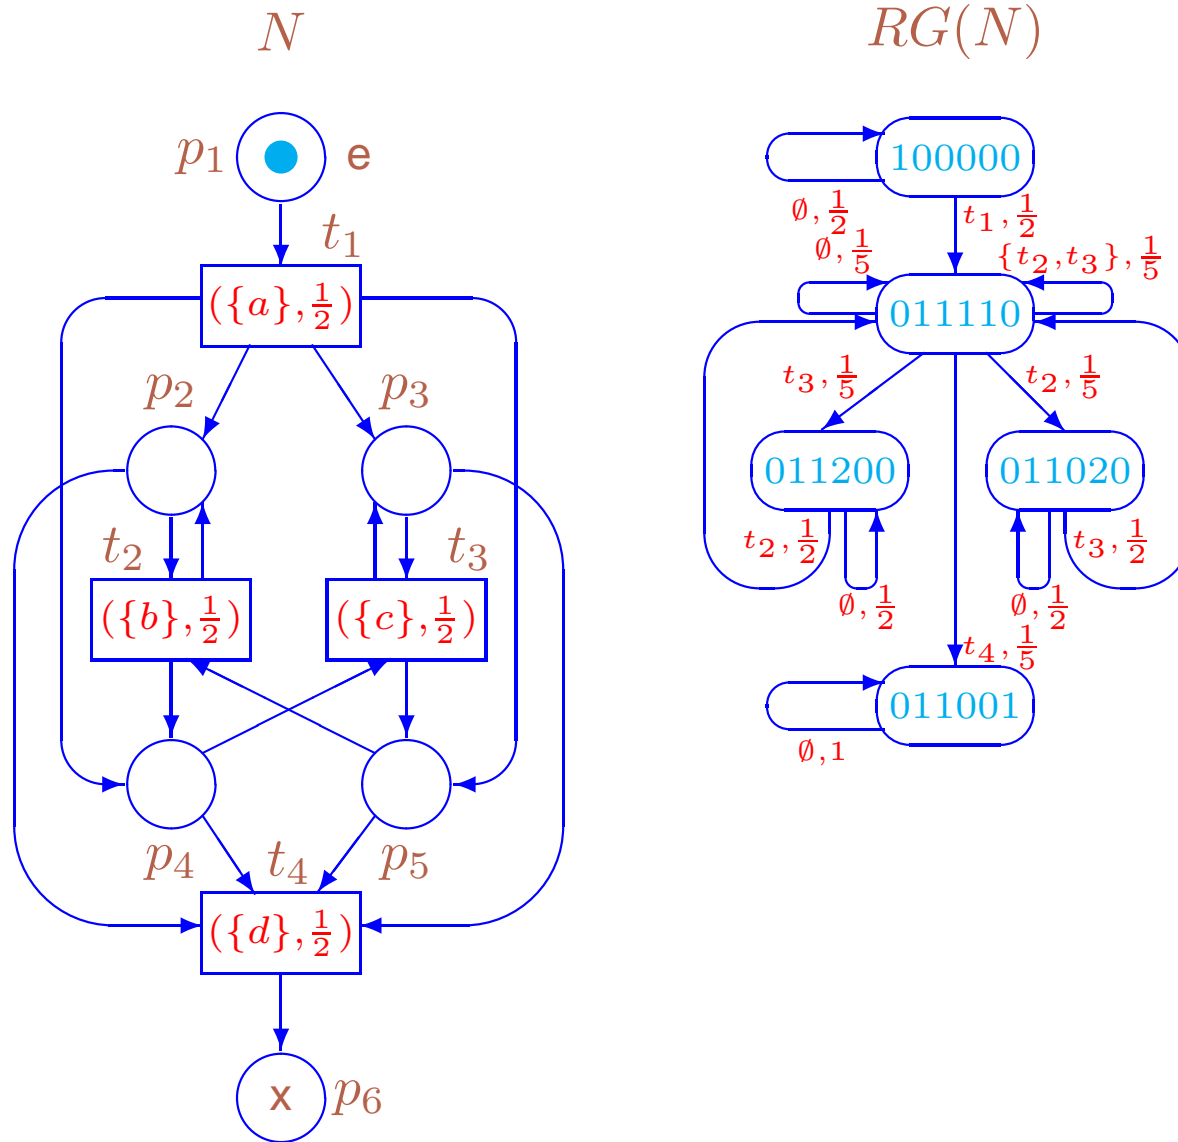 N
RG(N)
p1
e
100000
∅, 1/2
t1, 1/2
t1
∅, 1/5
{t2, t3}, 1/5
({a}, 1/2)
011110
p2
p3
t3, 1/5
t2, 1/5
011200
011020
t2
t3
t2, 1/2
t3, 1/2
({b}, 1/2)
({c}, 1/2)
∅, 1/2
∅, 1/2
t4, 1/5
011001
∅,1
p4
t4
p5
({d}, 1/2)
x
p6